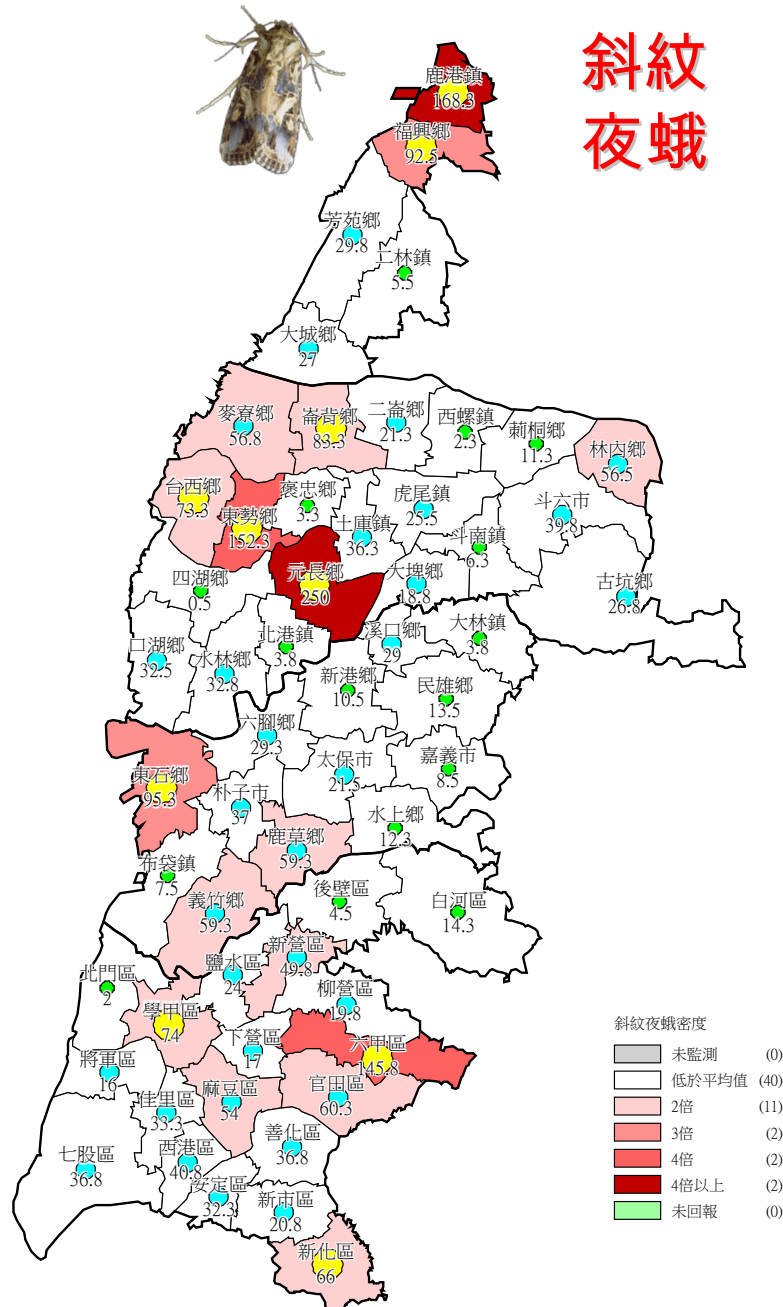 斜紋
夜蛾
鹿港鎮
168.3
福興鄉
92.5
芳苑鄉
29.8
二林鎮
5.5
大城鄉
27
麥寮鄉
56.8
崙背鄉
83.3
二崙鄉
21.3
西螺鎮
2.3
莿桐鄉
11.3
林內鄉
56.5
台西鄉
73.3
東勢鄉
152.3
褒忠鄉
3.3
土庫鎮
36.3
虎尾鎮
25.5
斗南鎮
6.3
斗六市
39.8
四湖鄉
0.5
元長鄉
250
大埤鄉
18.8
古坑鄉
26.8
口湖鄉
32.5
水林鄉
32.8
北港鎮
3.8
溪口鄉
29
大林鎮
3.8
新港鄉
10.5
民雄鄉
13.5
六腳鄉
29.3
太保市
21.5
嘉義市
8.5
東石鄉
95.3
朴子市
37
水上鄉
12.3
鹿草鄉
59.3
布袋鎮
7.5
義竹鄉
59.3
後壁區
4.5
白河區
14.3
北門區
2
鹽水區
24
新營區
49.8
柳營區
19.8
學甲區
74
下營區
17
六甲區
145.8
將軍區
16
佳里區
33.3
麻豆區
54
官田區
60.3
七股區
36.8
西港區
40.8
善化區
36.8
安定區
32.3
新市區
20.8
新化區
66
斜紋夜蛾密度
未監測 (0)
低於平均值 (40)
2倍 (11)
3倍 (2)
4倍 (2)
4倍以上 (2)
未回報 (0)